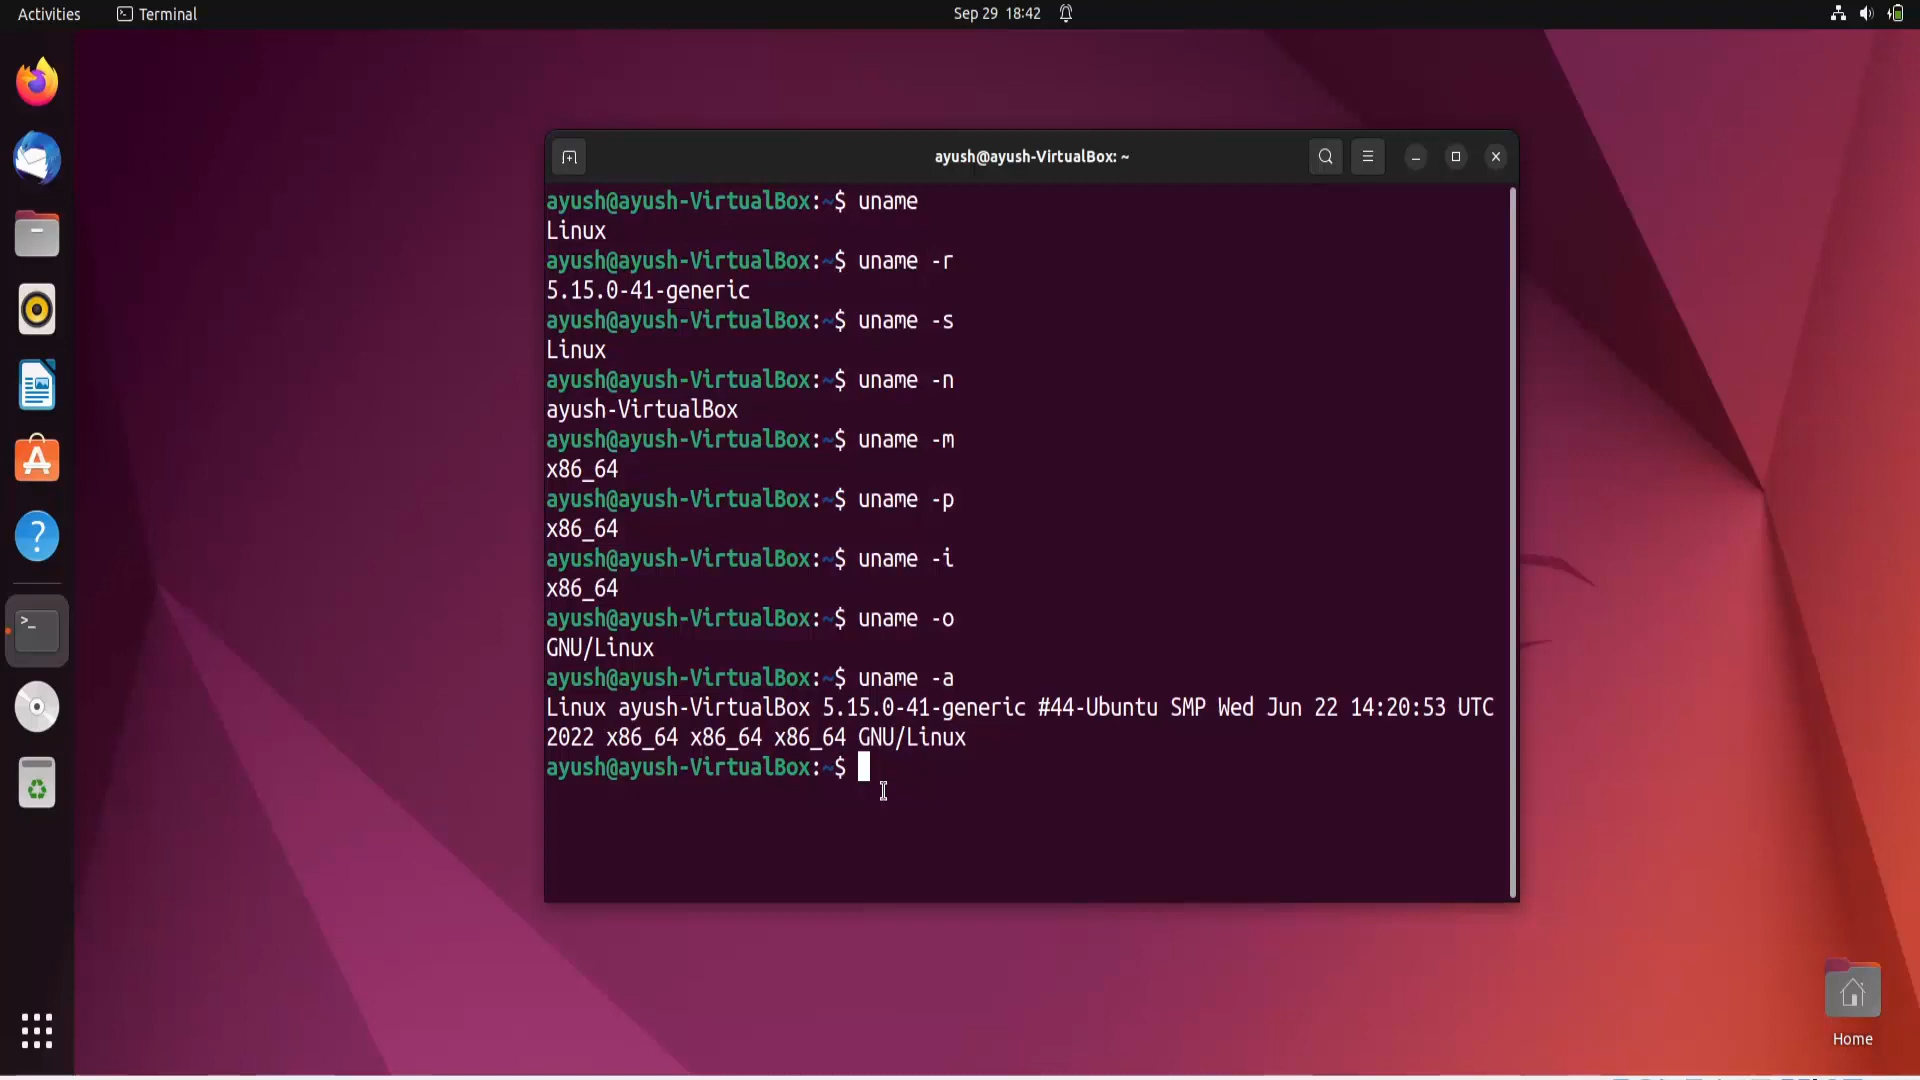 Activities
Terminal
Sep 29 18:42
ayush@ayush-VirtualBox: ~
ayush@ayush-VirtualBox:~$ uname
Linux
ayush@ayush-VirtualBox:~$ uname -r
5.15.0-41-generic
ayush@ayush-VirtualBox:~$ uname -s
Linux
ayush@ayush-VirtualBox:~$ uname -n
ayush-VirtualBox
ayush@ayush-VirtualBox:~$ uname -m
x86_64
ayush@ayush-VirtualBox:~$ uname -p
x86_64
ayush@ayush-VirtualBox:~$ uname -i
x86_64
ayush@ayush-VirtualBox:~$ uname -o
GNU/Linux
ayush@ayush-VirtualBox:~$ uname -a
Linux ayush-VirtualBox 5.15.0-41-generic #44-Ubuntu SMP Wed Jun 22 14:20:53 UTC
2022 x86_64 x86_64 x86_64 GNU/Linux
ayush@ayush-VirtualBox:~$
Home